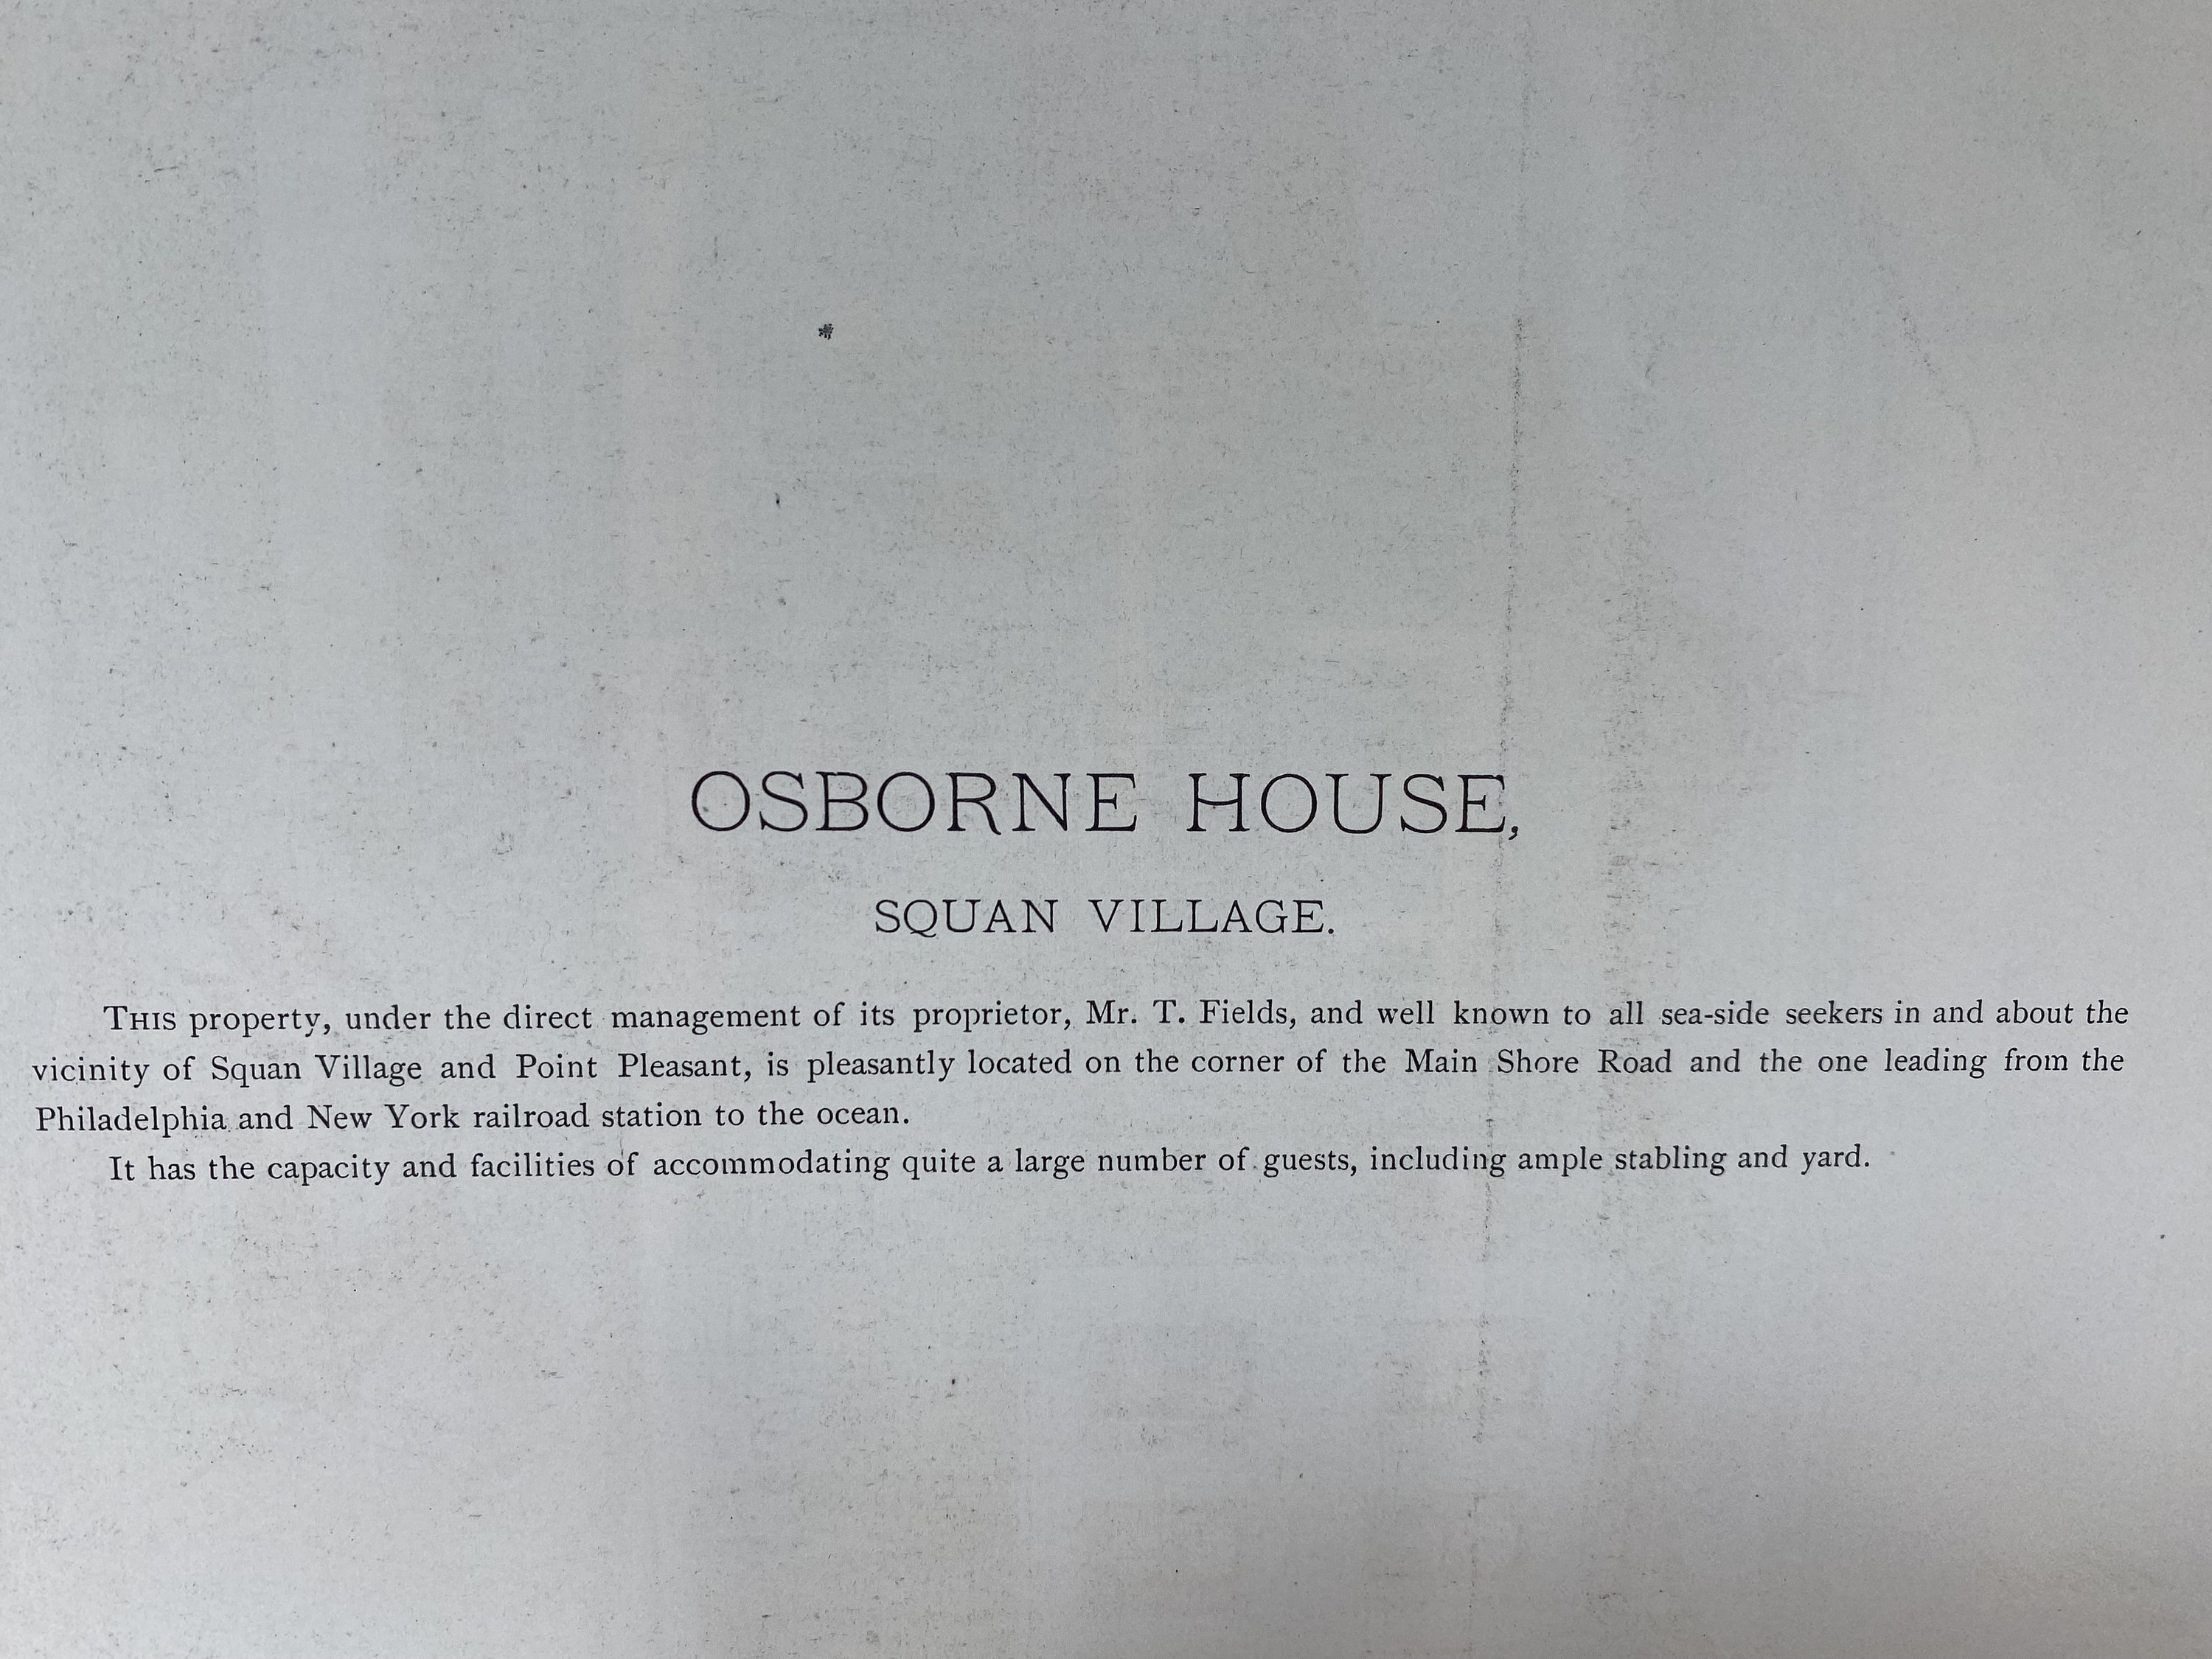 OSBORNE HOUSE,
SQUAN VILLAGE.
THIS property, under the direct management of its proprietor, Mr. T. Fields, and well known to all sea-side seekers in and about the
vicinity of Squan Village and Point Pleasant, is pleasantly located on the corner of the Main Shore Road and the one leading from the
Philadelphia and New York railroad station to the ocean.
It has the capacity and facilities of accommodating quite a large number of guests, including ample stabling and yard.